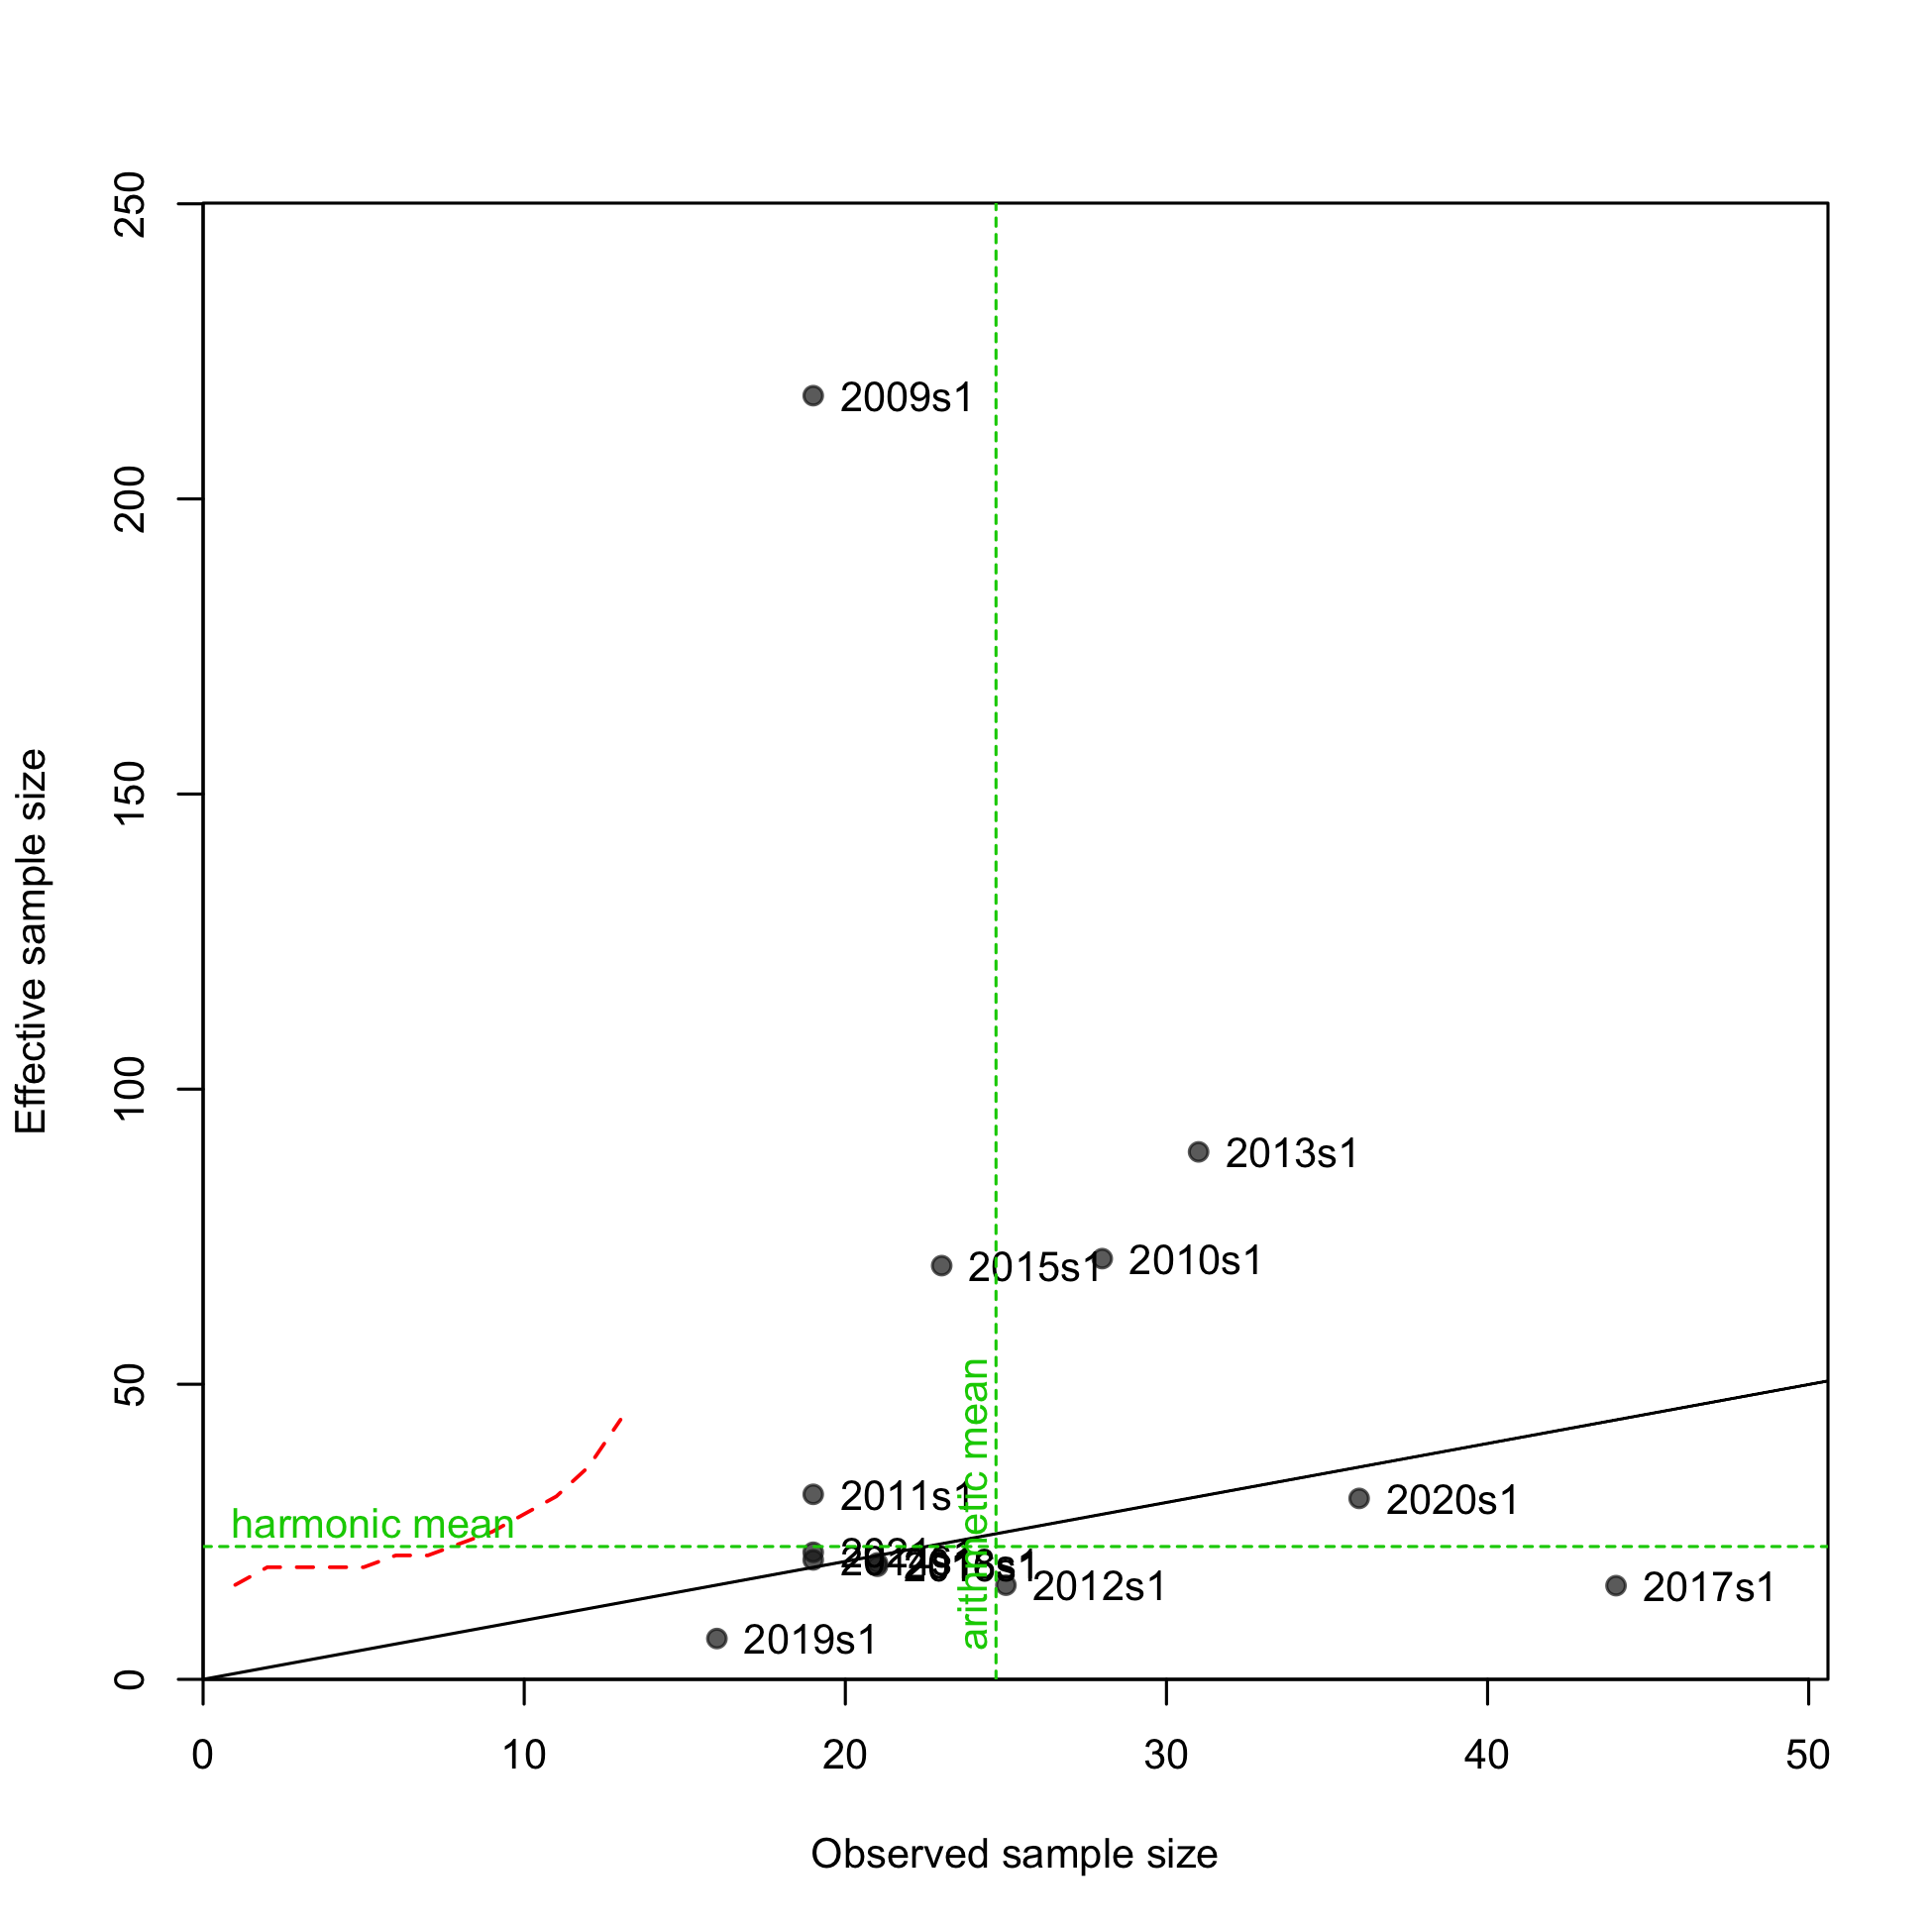 250
200
150
100
50
0
Effective sample size
2009s1
2013s1
2010s1
2015s1
arithmetic mean
2011s1
2020s1
harmonic mean
2012s1
2017s1
2019s1
0 10 20 30 40 50
Observed sample size